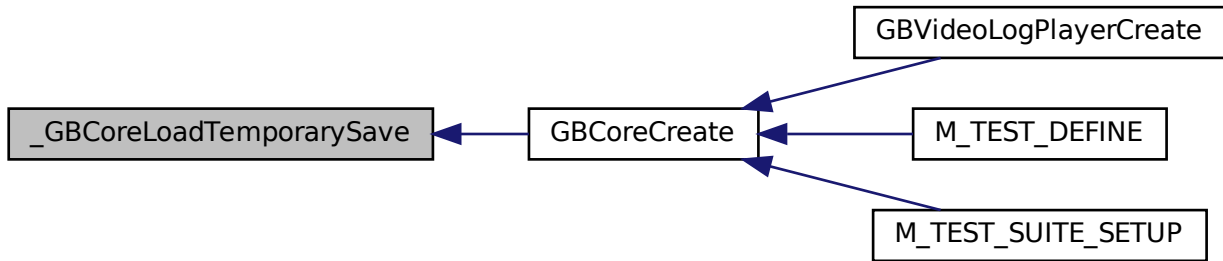 GBVideoLogPlayerCreate
_GBCoreLoadTemporarySave
GBCoreCreate
M_TEST_DEFINE
M_TEST_SUITE_SETUP